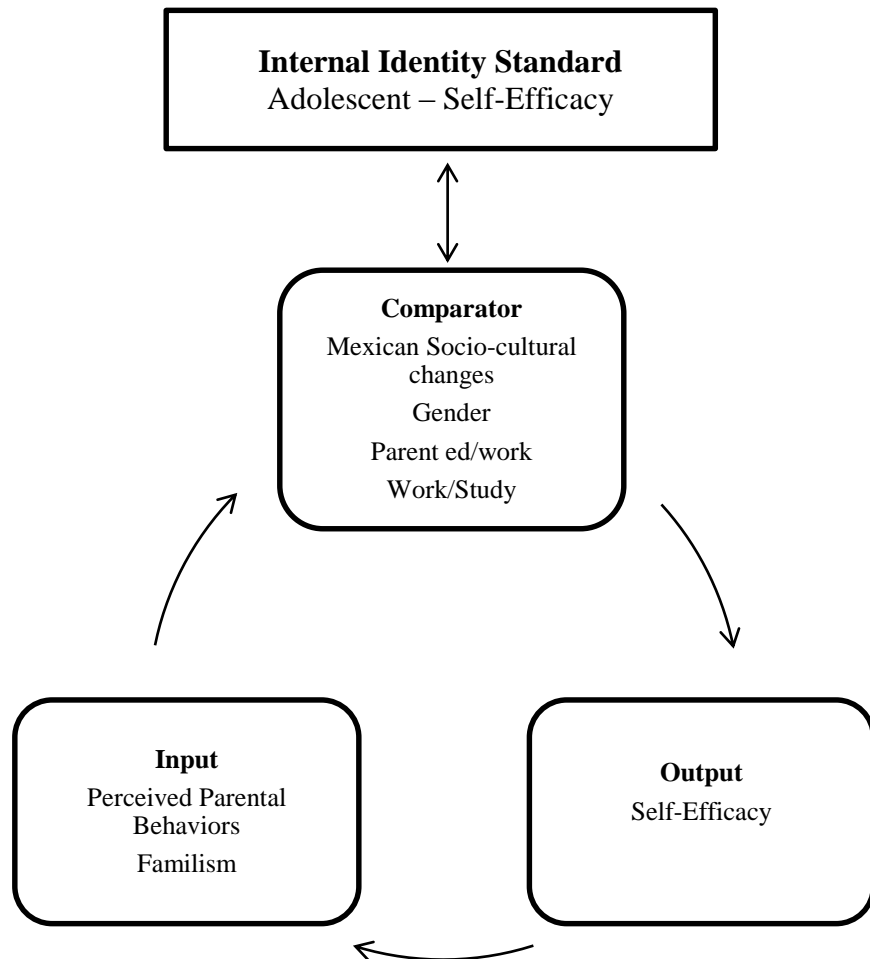 Internal Identity Standard
Adolescent – Self-Efficacy
Comparator
Mexican Socio-cultural
changes
Gender
Parent ed/work
Work/Study
Input
Perceived Parental
Behaviors
Familism
Output
Self-Efficacy